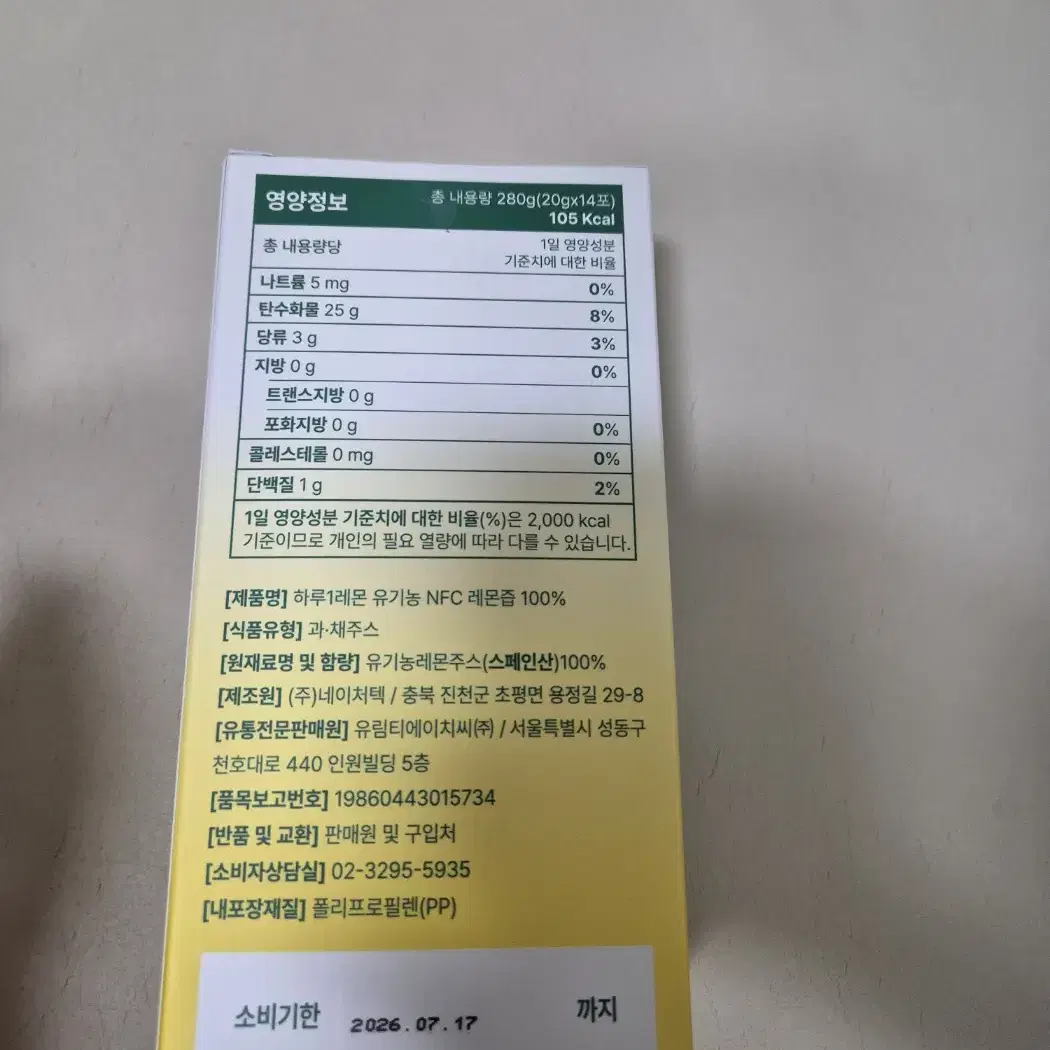 영양정보 총 내용량 280g(20gx14포)
105 Kcal
총 내용량당 1일 영양성분
기준치에 대한 비율
나트륨 5 mg 0%
탄수화물 25 g 8%
당류 3 g 3%
지방 0 g 0%
트랜스지방 0 g
포화지방 0 g 0%
콜레스테롤 0 mg 0%
단백질 1 g 2%
1일 영양성분 기준치에 대한 비율(%)은 2,000 kcal
기준이므로 개인의 필요 열량에 따라 다를 수 있습니다.
[제품명] 하루1레몬 유기농 NFC 레몬즙 100%
[식품유형] 과·채주스
[원재료명 및 함량] 유기농레몬주스(스페인산)100%
[제조원] (주)네이처텍 / 충북 진천군 초평면 용정길 29-8
[유통전문판매원] 유림티에이치씨㈜ / 서울특별시 성동구
천호대로 440 인원빌딩 5층
[품목보고번호] 19860443015734
[반품 및 교환] 판매원 및 구입처
[소비자상담실] 02-3295-5935
[내포장재질] 폴리프로필렌(PP)
소비기한 2026.07.17 까지